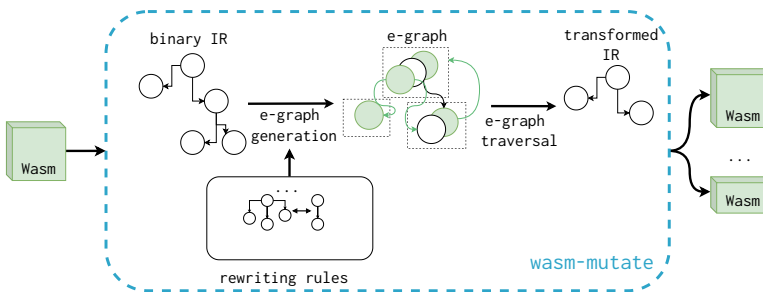 Wasm
binary IR
e-graph
generation
...
rewriting rules
e-graph
e-graph
traversal
transformed
IR
wasm-mutate
Wasm
...
Wasm